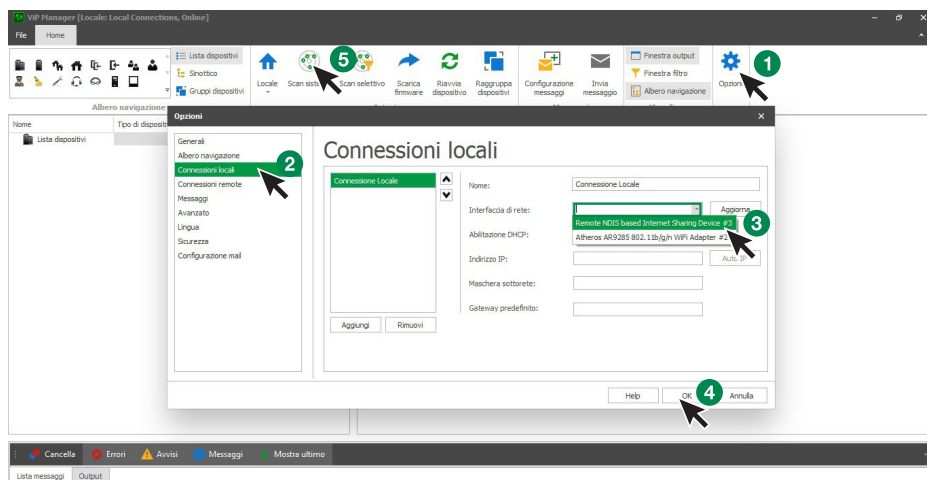 ViP Manager [Locale: Local Connections, Online]
File Home
Lista dispositivi
Sinottico
Gruppi dispositivi
Locale
Scan
5
Scan selettivo
Scarica firmware
Riavvia dispositivo
Raggruppa dispositivi
Configurazione messaggi
Invia messaggio
Finestra output
Finestra filtro
Albero navigazione
1
Albero navigazione
Nome Tipo di
Lista dispositivi
Opzioni
Generali
Albero navigazione
Connessioni locali
2
Connessioni remote
Messaggi
Avanzato
Lingua
Sicurezza
Configurazione mail
Connessioni locali
Connessione Locale
Aggiungi Rimuovi
Nome: Connessione Locale
Interfaccia di rete: Aggiorna
Remote NDIS based Internet Sharing Device #3
3
Abilitazione DHCP: Atheros AR9285 802.11b/g/n WiFi Adapter #2
Indirizzo IP: Auto IP
Maschera sottorete:
Gateway predefinito:
Help OK 4 Annulla
Cancella Errori Avvisi Messaggi Mostra ultimo
Lista messaggi Output